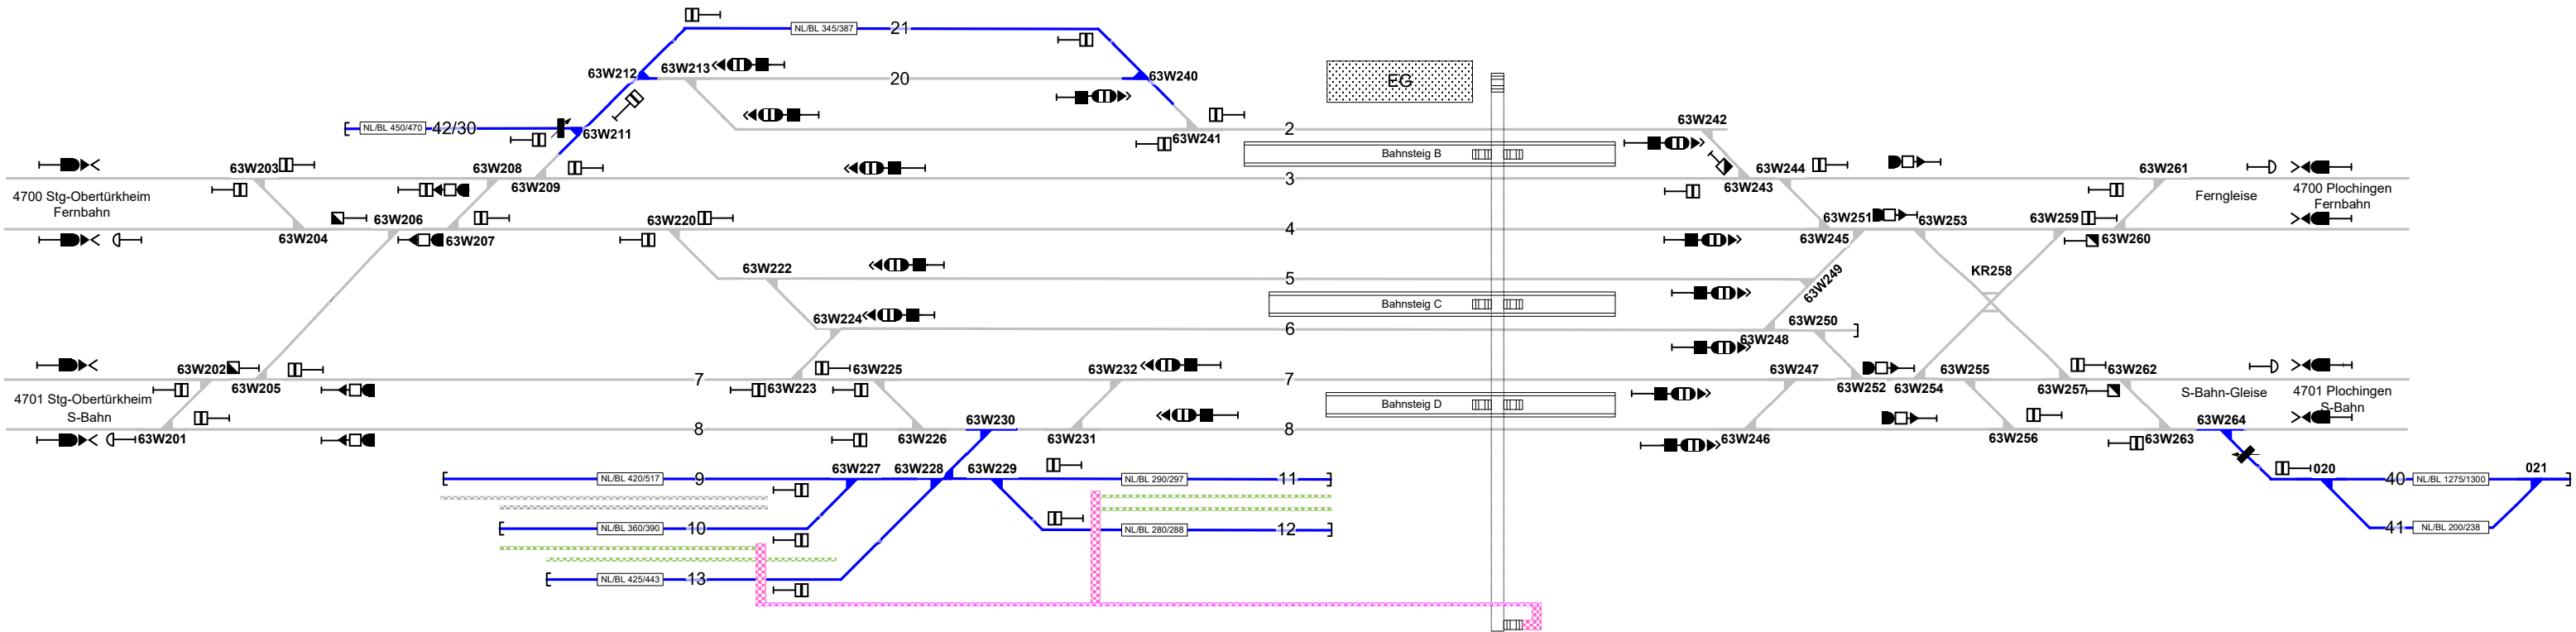 NL/BL 345/387 21
63W212 63W213 20 63W240
EG
NL/BL 450/470 42/30 63W211
63W241 2 63W242
Bahnsteig B
63W203 63W208 63W209 3 63W243 63W244 63W261
4700 Stg-Obertürkheim
Fernbahn
Ferngleise
4700 Plochingen
Fernbahn
63W204 63W206 63W207 63W220 4 63W245 63W251 63W253 63W259 63W260
63W222 5 63W249 KR258
Bahnsteig C
63W224 6 63W248 63W250
63W202 63W205 7 63W223 63W225 63W232 7 63W247 63W252 63W254 63W255 63W257 63W262
4701 Stg-Obertürkheim
S-Bahn
Bahnsteig D
S-Bahn-Gleise
4701 Plochingen
S-Bahn
63W201 8 63W226 63W230 63W231 8 63W246 63W256 63W263 63W264
NL/BL 420/517 9 63W227 63W228 63W229 NL/BL 290/297 11 020 40 NL/BL 1275/1300 021
NL/BL 360/390 10 NL/BL 280/288 12 41 NL/BL 200/238
NL/BL 425/443 13